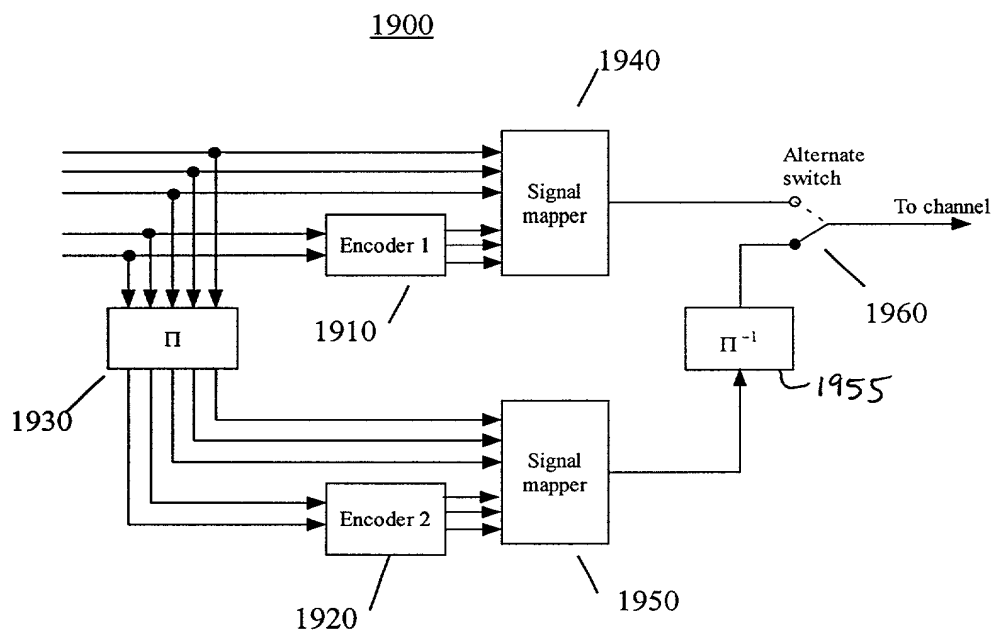 1900
1940
Alternate
switch
To channel
Signal
mapper
Encoder 1
1960
1910
Π
Π⁻¹
1955
1930
Signal
mapper
Encoder 2
1950
1920